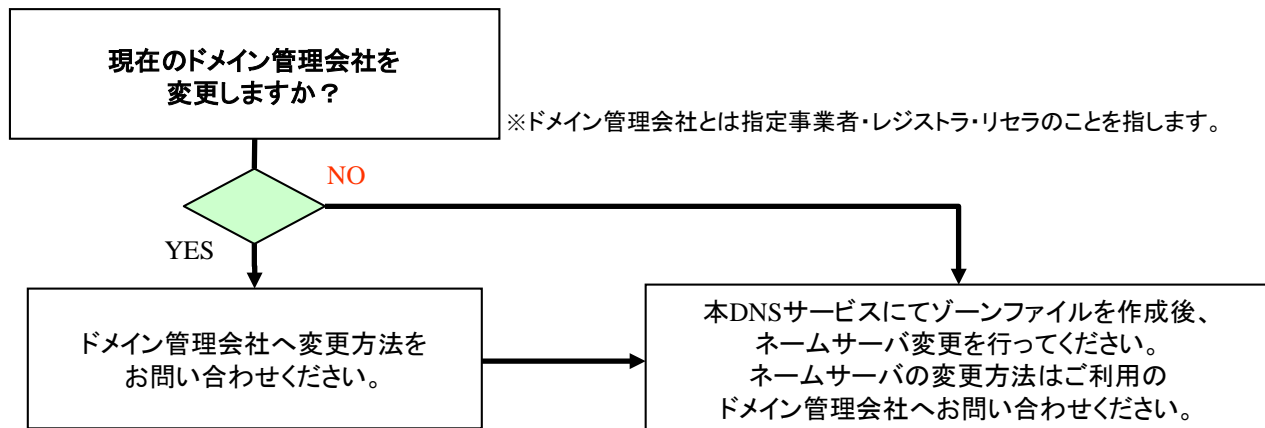 現在のドメイン管理会社を
変更しますか？
※ドメイン管理会社とは指定事業者・レジストラ・リセラのことを指します。
NO
YES
ドメイン管理会社へ変更方法を
お問い合わせください。
本DNSサービスにてゾーンファイルを作成後、
ネームサーバ変更を行ってください。
ネームサーバの変更方法はご利用の
ドメイン管理会社へお問い合わせください。